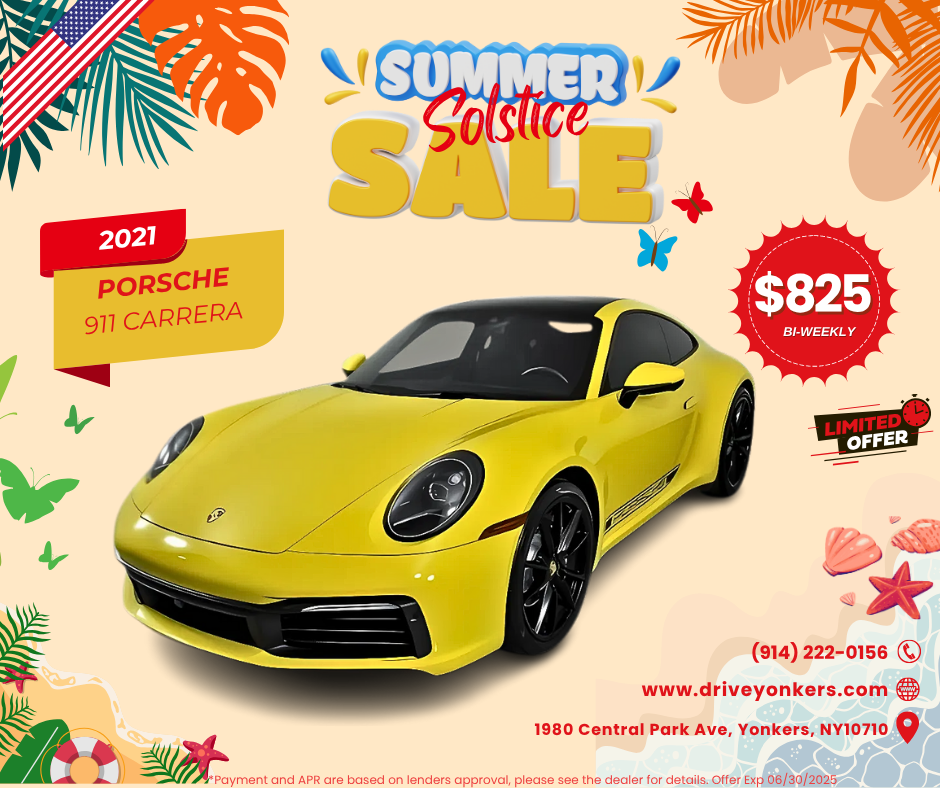 SUMMER
Solstice
SALE
2021
PORSCHE
911 CARRERA
$825
BI-WEEKLY
LIMITED
OFFER
PORSCHE
(914) 222-0156
www.driveyonkers.com
1980 Central Park Ave, Yonkers, NY10710
*Payment and APR are based on lenders approval, please see the dealer for details. Offer Exp 06/30/2025